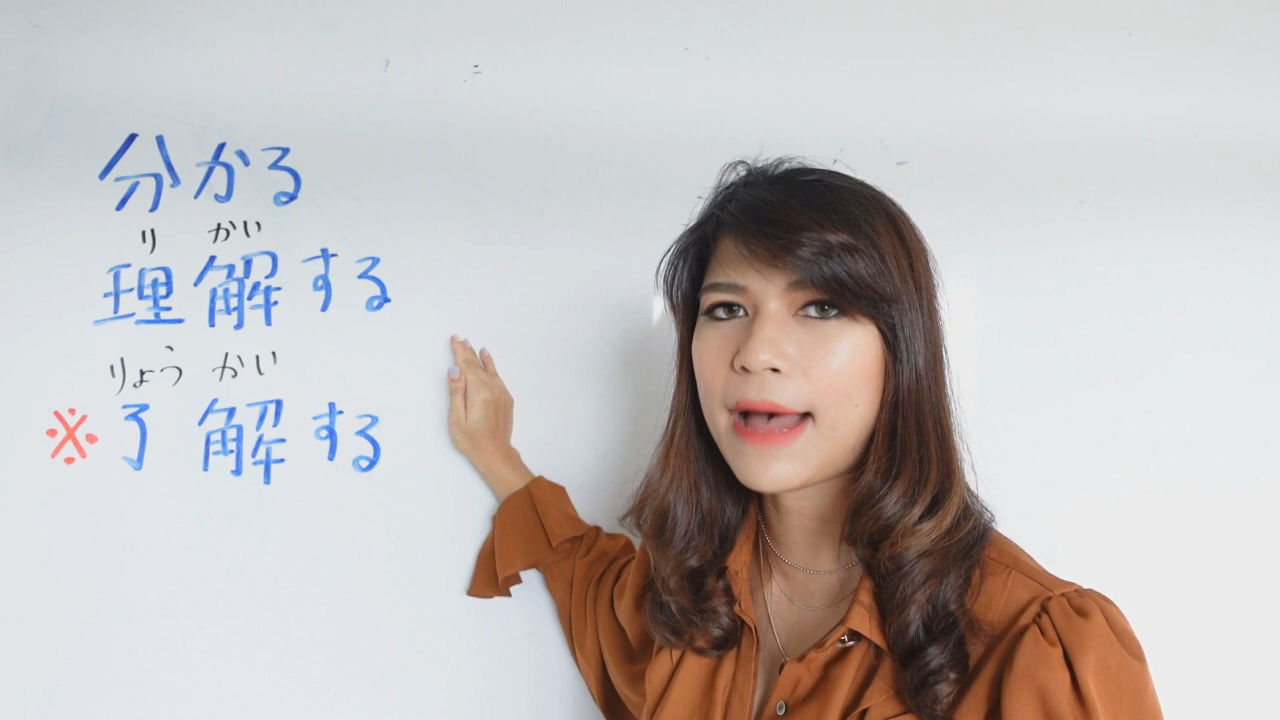 分かる
り かい
理解する
りょう かい
※了解する